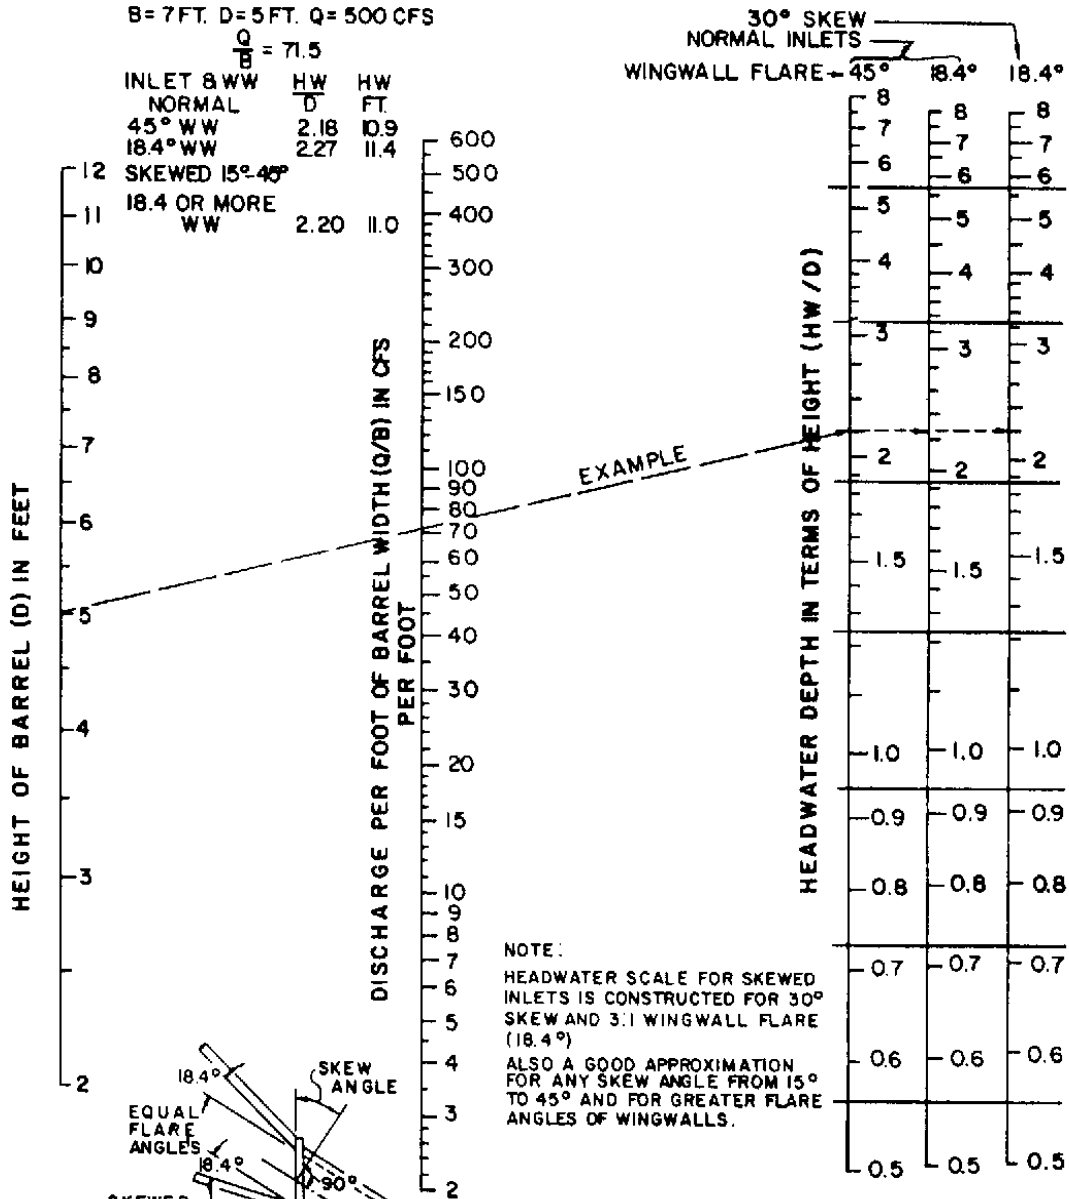 B=7 FT. D=5 FT. Q=500 CFS
Q/B = 71.5
INLET & WW HW/D HW
NORMAL FT.
45° WW 2.18 10.9
18.4° WW 2.27 11.4
SKEWED 15°-45°
18.4 OR MORE
WW 2.20 11.0
30° SKEW
NORMAL INLETS
WINGWALL FLARE 45° 18.4° 18.4°
HEIGHT OF BARREL (D) IN FEET
12
11
10
9
8
7
6
5
4
3
2
DISCHARGE PER FOOT OF BARREL WIDTH (Q/B) IN CFS
PER FOOT
600
500
400
300
200
150
100
90
80
70
60
50
40
30
20
15
10
9
8
7
6
5
4
3
2
EXAMPLE
HEADWATER DEPTH IN TERMS OF HEIGHT (HW/D)
8 8 8
7 7 7
6 6 6
5 5 5
4 4 4
3 3 3
2 2 2
1.5 1.5 1.5
1.0 1.0 1.0
0.9 0.9 0.9
0.8 0.8 0.8
0.7 0.7 0.7
0.6 0.6 0.6
0.5 0.5 0.5
NOTE:
HEADWATER SCALE FOR SKEWED
INLETS IS CONSTRUCTED FOR 30°
SKEW AND 3:1 WINGWALL FLARE
(18.4°)
ALSO A GOOD APPROXIMATION
FOR ANY SKEW ANGLE FROM 15°
TO 45° AND FOR GREATER FLARE
ANGLES OF WINGWALLS.
SKEW
ANGLE
18.4°
EQUAL
FLARE
ANGLES
18.4°
90°
SKEWED